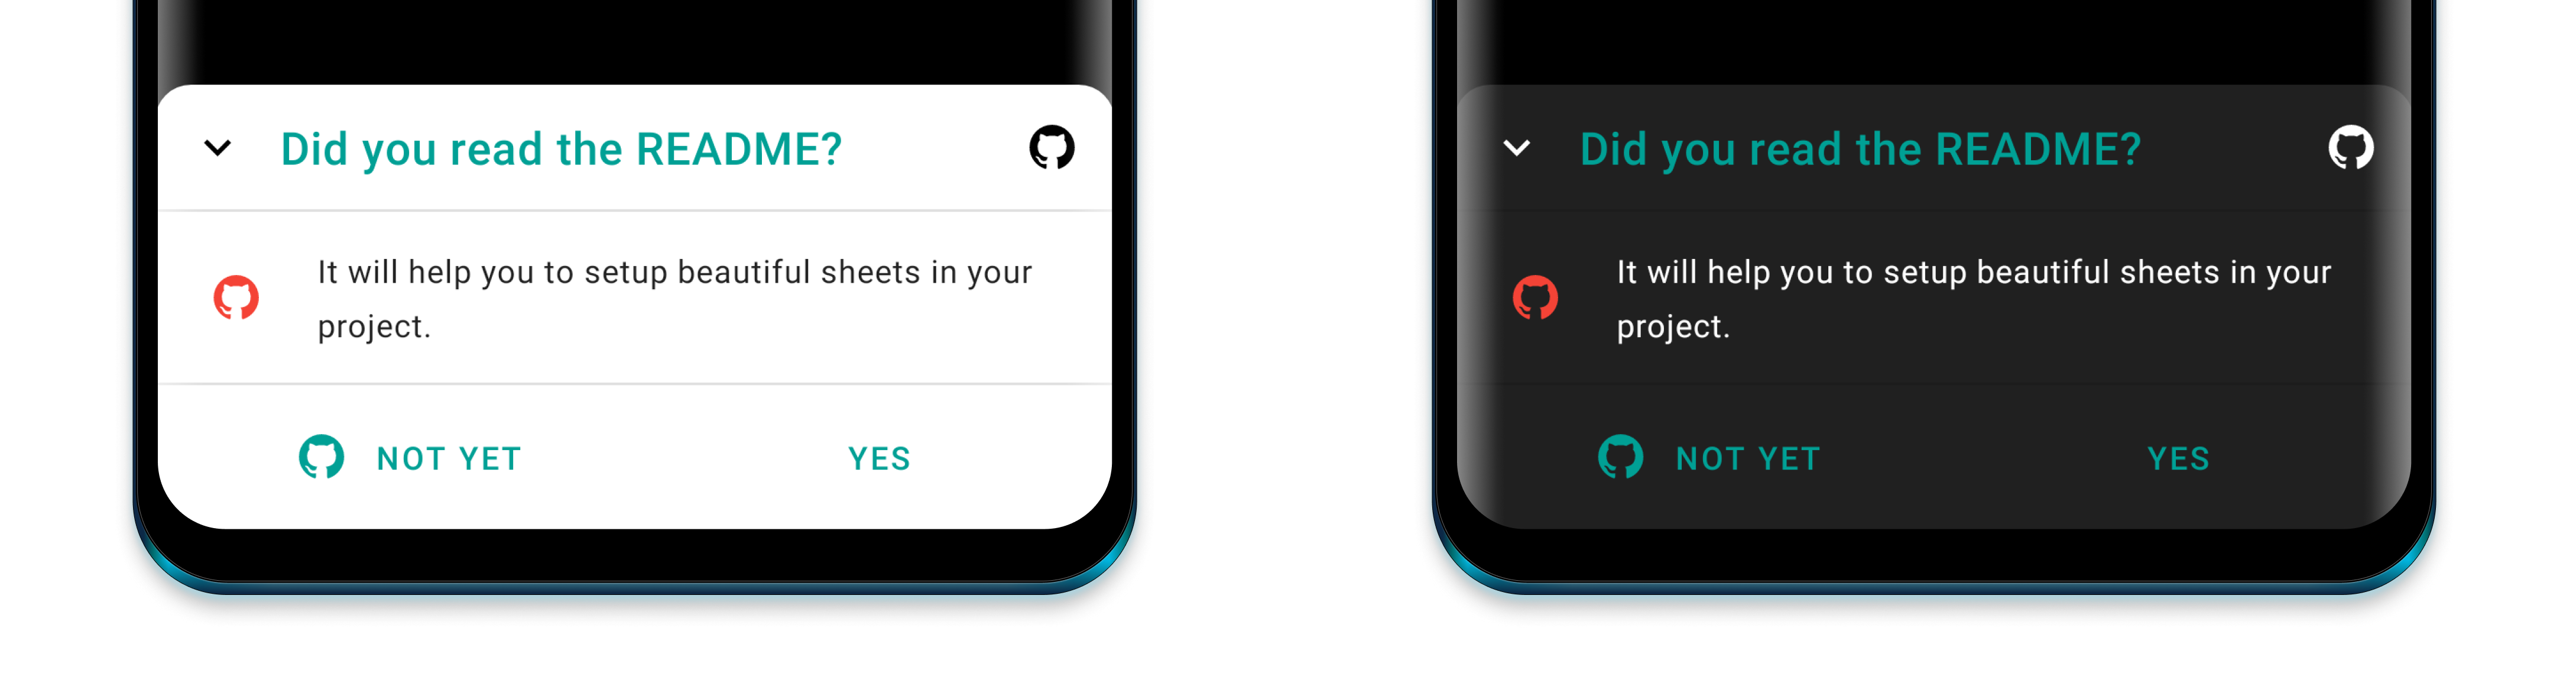 Did you read the README?
It will help you to setup beautiful sheets in your
project.
NOT YET
YES
Did you read the README?
It will help you to setup beautiful sheets in your
project.
NOT YET
YES